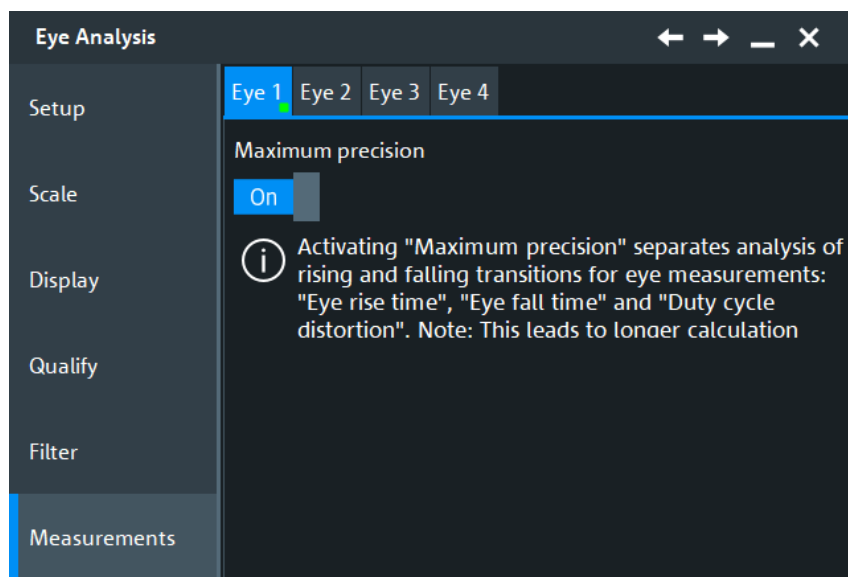 Eye Analysis
Setup
Scale
Display
Qualify
Filter
Measurements
Eye 1 Eye 2 Eye 3 Eye 4
Maximum precision
On
Activating "Maximum precision" separates analysis of
rising and falling transitions for eye measurements:
"Eye rise time", "Eye fall time" and "Duty cycle
distortion". Note: This leads to longer calculation